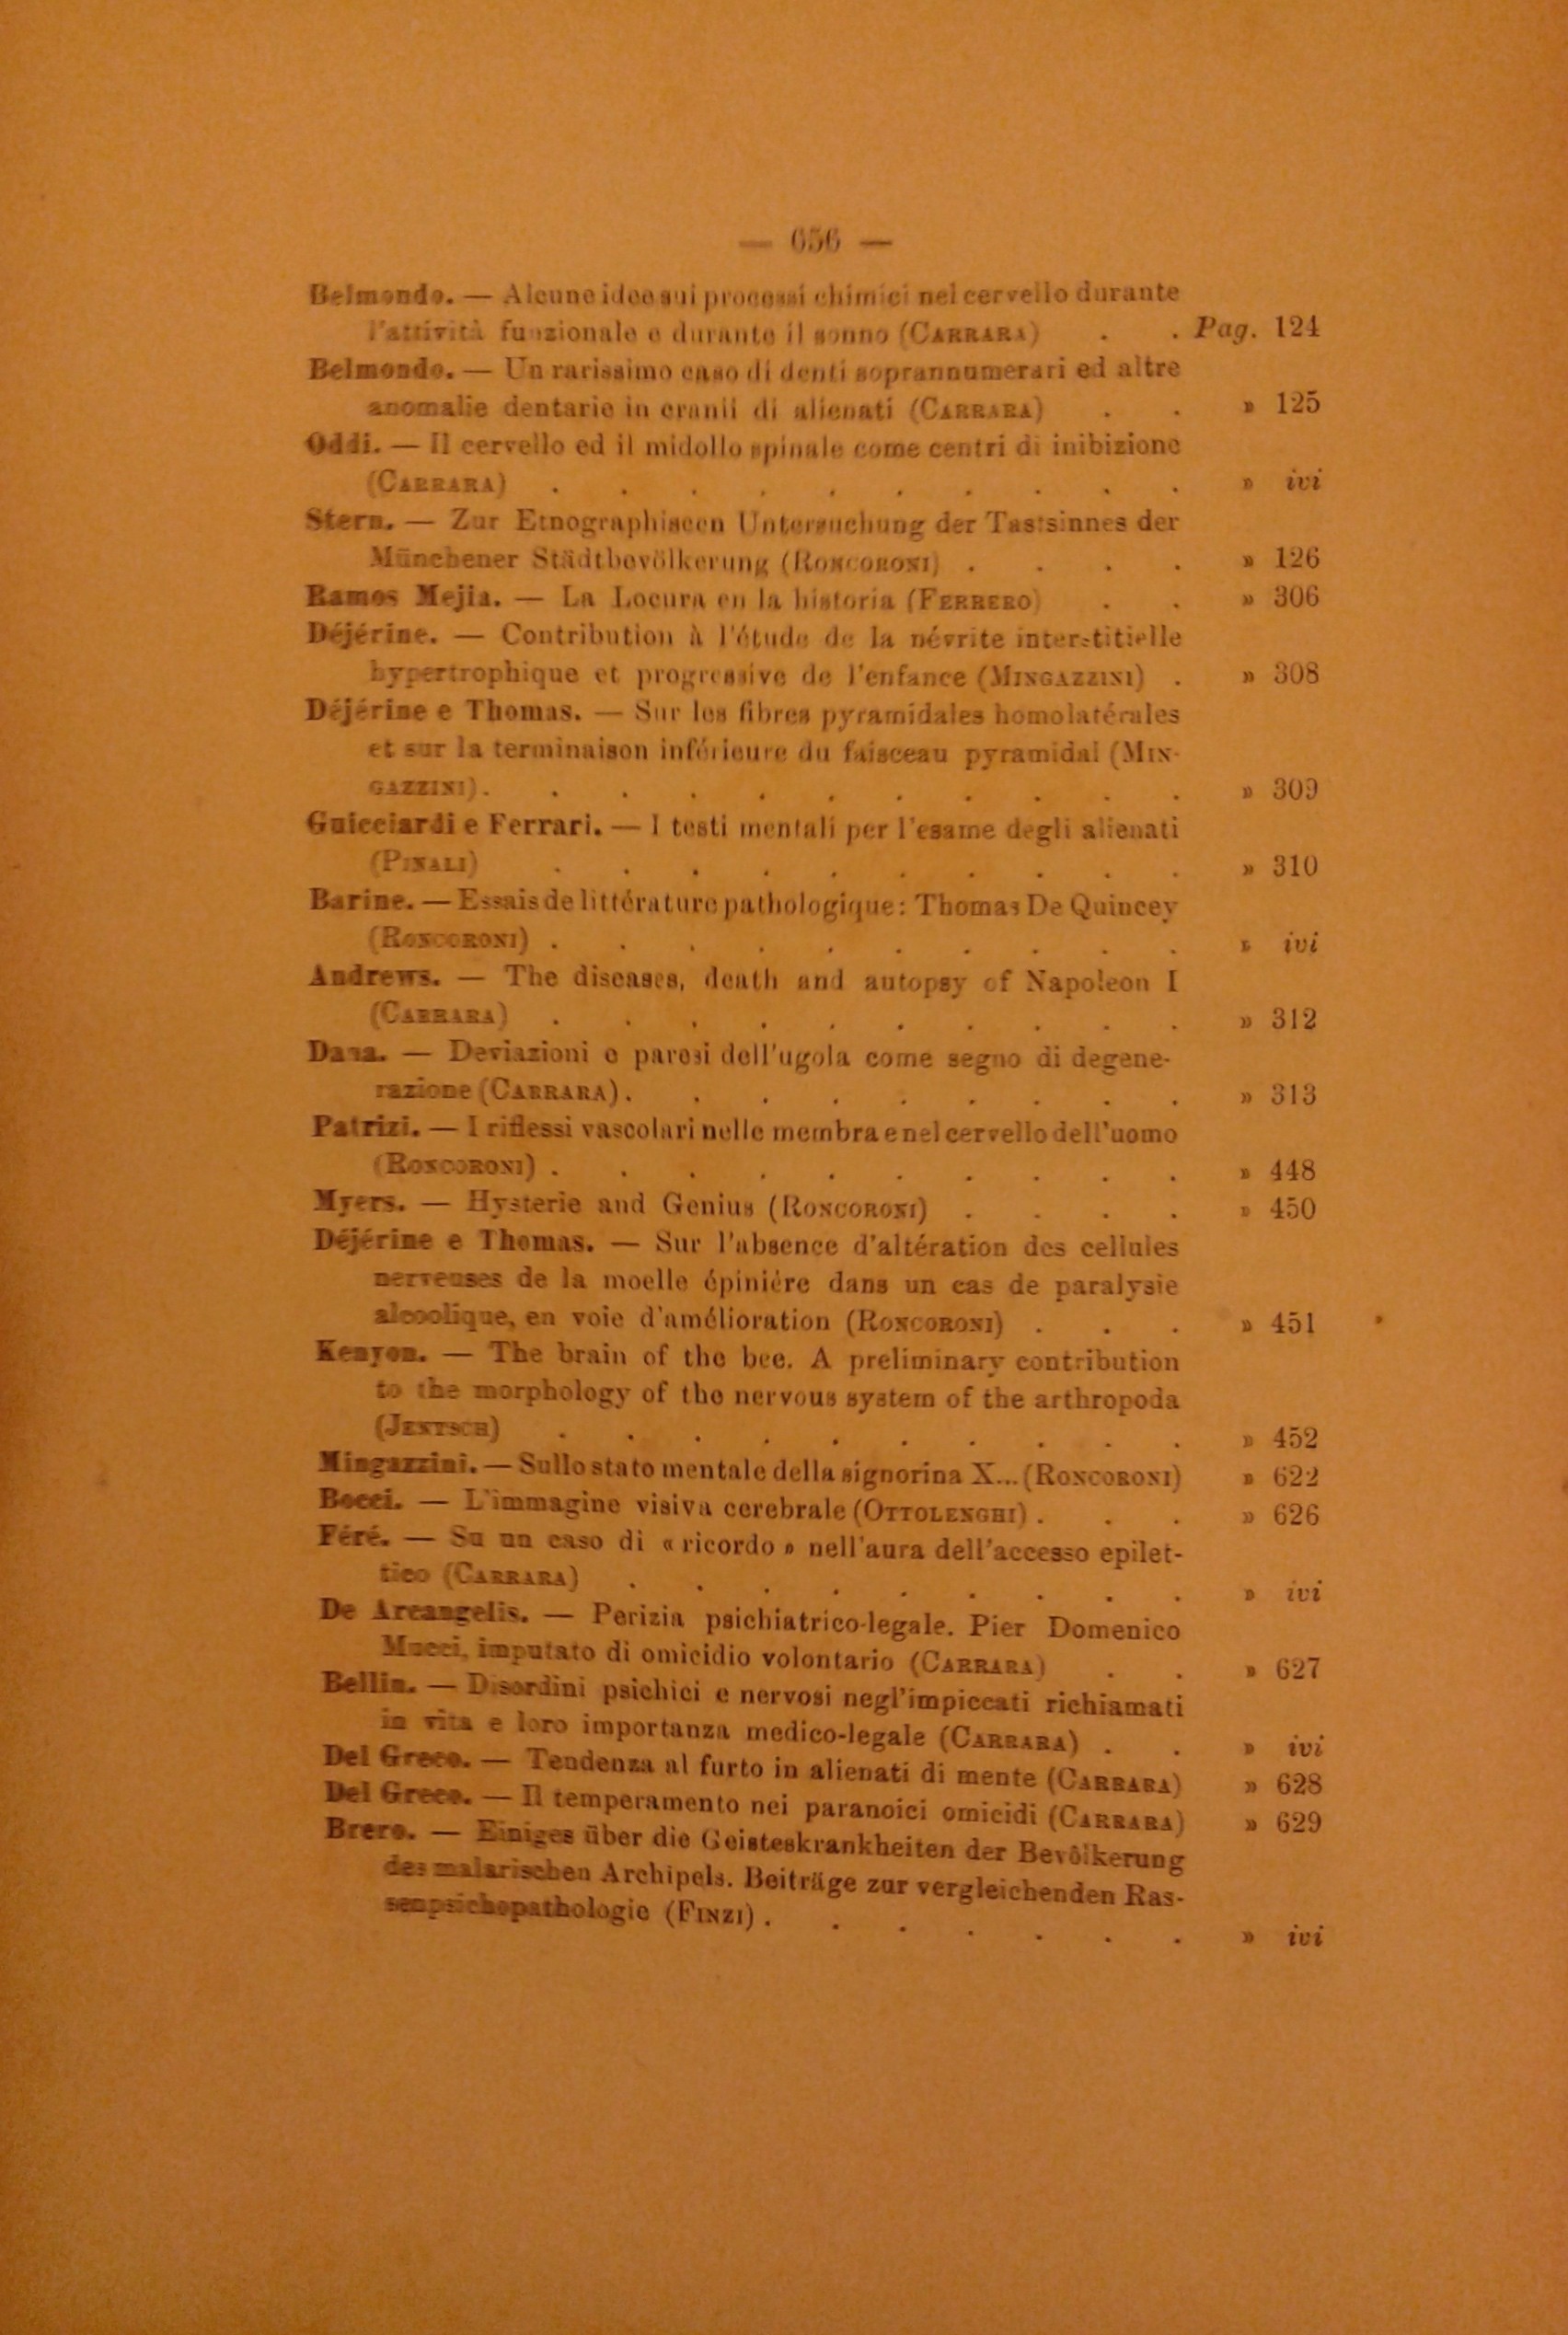 — 656 —
Belmondo. — Alcune idee sui processi chimici nel cervello durante
l'attività funzionale e durante il sonno (CARRARA) . . Pag. 124
Belmondo. — Un rarissimo caso di denti soprannumerari ed altre
anomalie dentarie in cranii di alienati (CARRARA) . . » 125
Oddi. — Il cervello ed il midollo spinale come centri di inibizione
(CARRARA) . . . . . . . . . . » ivi
Stern. — Zur Etnographiscen Untersuchung der Tastsinnes der
Münchener Städtbevölkerung (RONCORONI) . . . . » 126
Ramos Mejia. — La Locura en la historia (FERRERO) . . » 306
Déjérine. — Contribution à l'étude de la névrite interstitielle
hypertrophique et progressive de l'enfance (MINGAZZINI) . » 308
Déjérine e Thomas. — Sur les fibres pyramidales homolatérales
et sur la terminaison inférieure du faisceau pyramidal (MIN-
GAZZINI). . . . . . . . . . . » 309
Guicciardi e Ferrari. — I testi mentali per l'esame degli alienati
(PINALI) . . . . . . . . . . » 310
Barine. — Essais de littérature pathologique: Thomas De Quincey
(RONCORONI) . . . . . . . . . . » ivi
Andrews. — The diseases, death and autopsy of Napoleon I
(CARRARA) . . . . . . . . . . » 312
Dana. — Deviazioni e paresi dell'ugola come segno di degene-
razione (CARRARA). . . . . . . . . » 313
Patrizi. — I riflessi vascolari nelle membra e nel cervello dell'uomo
(RONCORONI) . . . . . . . . . . » 448
Myers. — Hysterie and Genius (RONCORONI) . . . . » 450
Déjérine e Thomas. — Sur l'absence d'altération des cellules
nerveuses de la moelle épinière dans un cas de paralysie
alcoolique, en voie d'amélioration (RONCORONI) . . . » 451
Kenyon. — The brain of the bee. A preliminary contribution
to the morphology of the nervous system of the arthropoda
(JENTSCH) . . . . . . . . . . » 452
Mingazzini. — Sullo stato mentale della signorina X... (RONCORONI) » 622
Bocci. — L'immagine visiva cerebrale (OTTOLENGHI) . . . » 626
Féré. — Su un caso di « ricordo » nell'aura dell'accesso epilet-
tico (CARRARA) . . . . . . . . . » ivi
De Arcangelis. — Perizia psichiatrico-legale. Pier Domenico
Mucci, imputato di omicidio volontario (CARRARA) . . » 627
Bellin. — Disordini psichici e nervosi negl'impiccati richiamati
in vita e loro importanza medico-legale (CARRARA) . . » ivi
Del Greco. — Tendenza al furto in alienati di mente (CARRARA) » 628
Del Greco. — Il temperamento nei paranoici omicidi (CARRARA) » 629
Brero. — Einiges über die Geisteskrankheiten der Bevölkerung
des malarischen Archipels. Beiträge zur vergleichenden Ras-
senpsichopathologie (FINZI) . . . . . . . » ivi